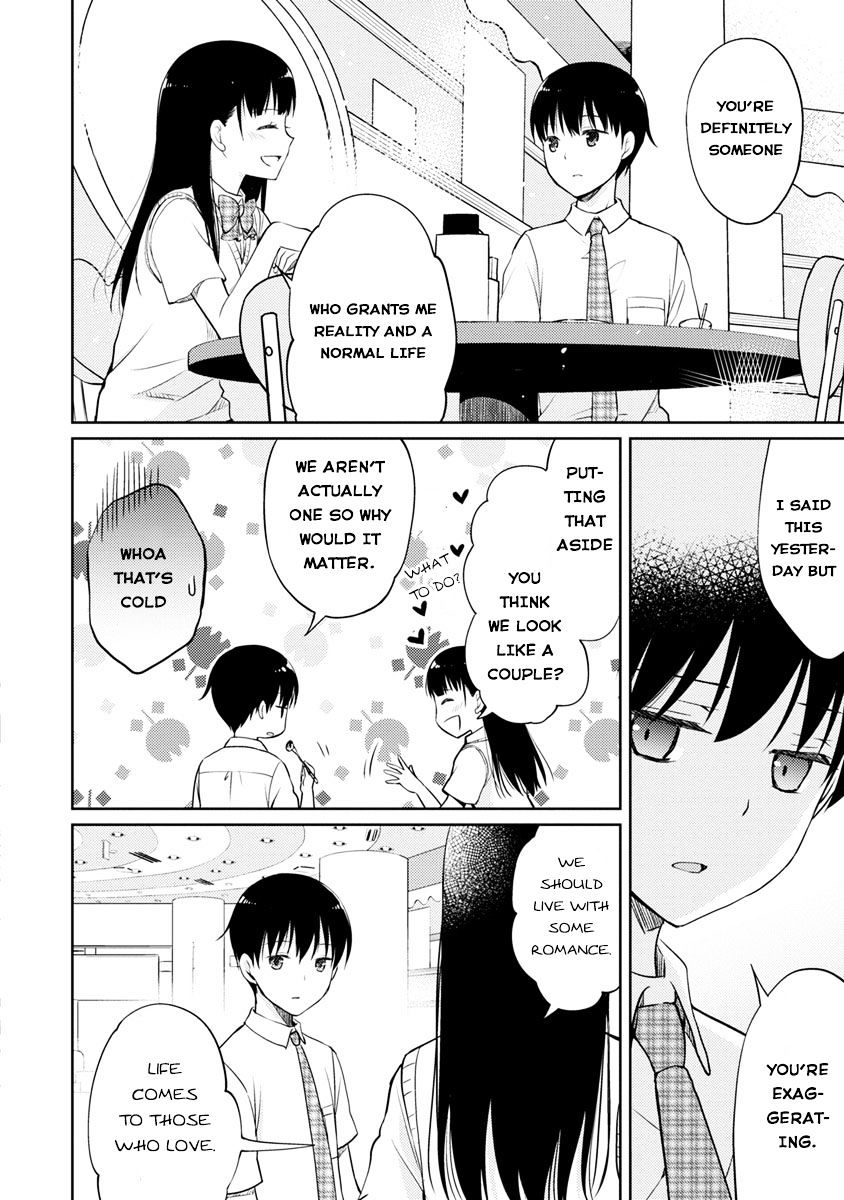 YOU'RE
DEFINITELY
SOMEONE
WHO GRANTS ME
REALITY AND A
NORMAL LIFE
I SAID
THIS
YESTER-
DAY BUT
YOU'RE
EXAG-
GERAT-
ING.
PUT-
TING
THAT
ASIDE
YOU
THINK
WE LOOK
LIKE A
COUPLE?
WHAT
TO DO?
WE AREN'T
ACTUALLY
ONE SO WHY
WOULD IT
MATTER.
WHOA
THAT'S
COLD
WE
SHOULD
LIVE WITH
SOME
ROMANCE.
LIFE
COMES
TO THOSE
WHO LOVE.